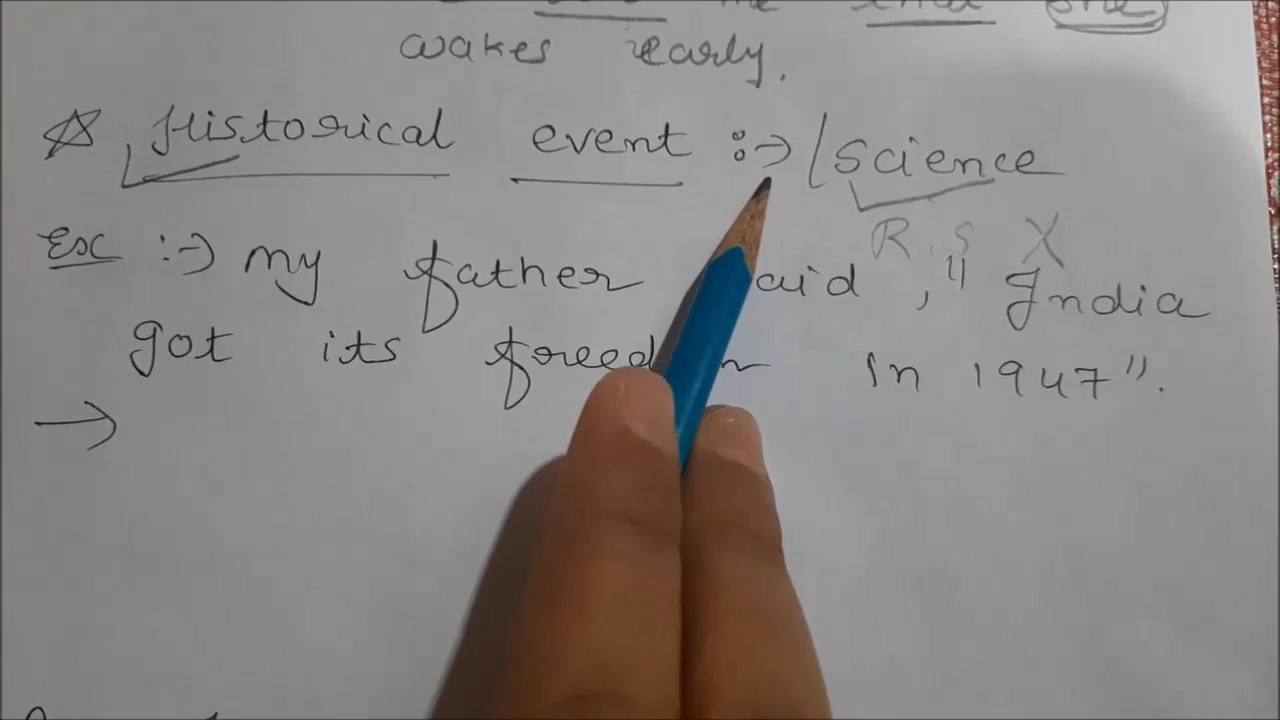 wakes early.
☆ Historical event :→ / Science
R.S X
Ex :→ My father said, " India
got its freedom in 1947".
→